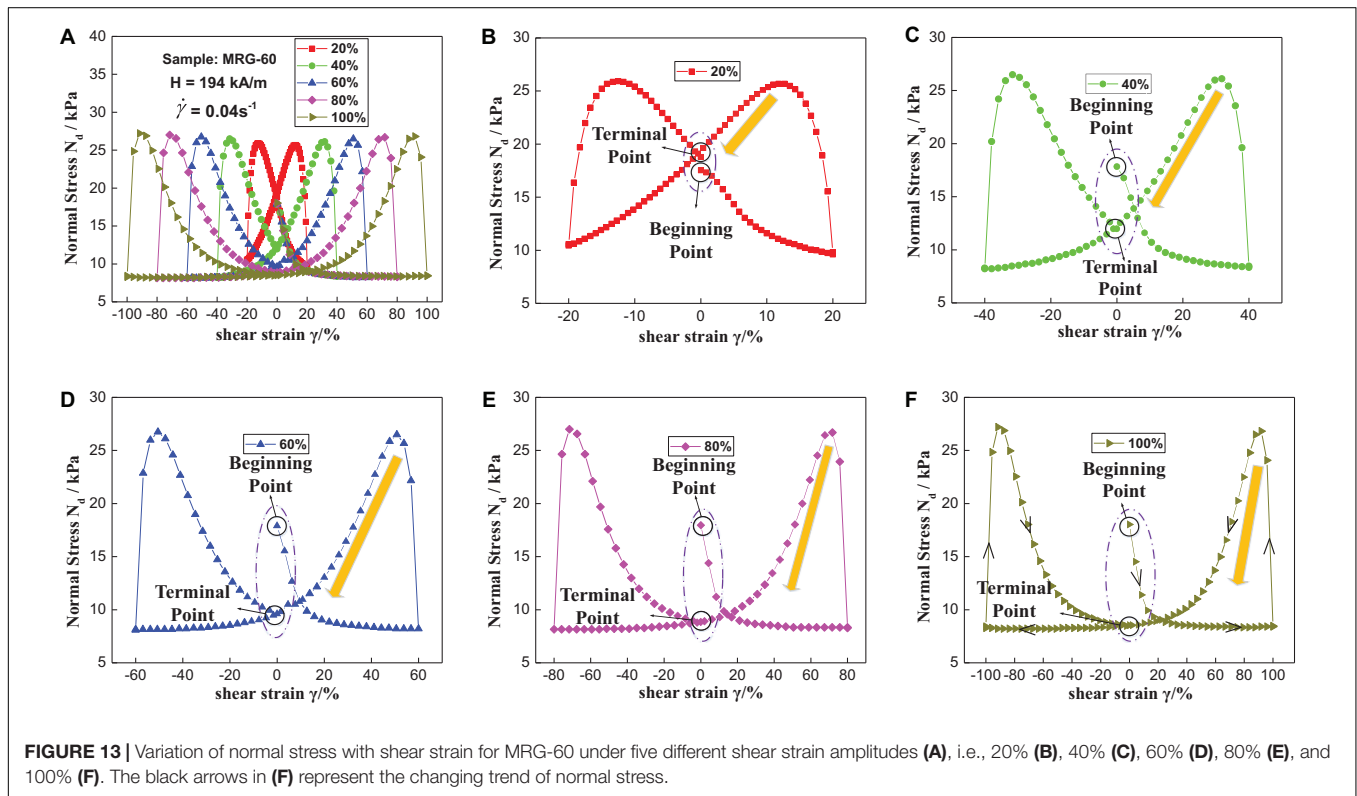 A
Sample: MRG-60
H = 194 kA/m
γ̇ = 0.04s⁻¹
20%
40%
60%
80%
100%
40
35
30
25
20
15
10
5
Normal Stress N_d / kPa
-100 -80 -60 -40 -20 0 20 40 60 80 100
shear strain γ/%
B
20%
Terminal
Point
Beginning
Point
30
25
20
15
10
5
Normal Stress N_d / kPa
-20 -10 0 10 20
shear strain γ/%
C
40%
Beginning
Point
Terminal
Point
30
25
20
15
10
5
Normal Stress N_d / kPa
-40 -20 0 20 40
shear strain γ/%
D
60%
Beginning
Point
Terminal
Point
30
25
20
15
10
5
Normal Stress N_d / kPa
-60 -40 -20 0 20 40 60
shear strain γ/%
E
80%
Beginning
Point
Terminal Point
30
25
20
15
10
5
Normal Stress N_d / kPa
-80 -60 -40 -20 0 20 40 60 80
shear strain γ/%
F
100%
Beginning
Point
Terminal
Point
30
25
20
15
10
5
Normal Stress N_d / kPa
-100 -80 -60 -40 -20 0 20 40 60 80 100
shear strain γ/%
FIGURE 13 | Variation of normal stress with shear strain for MRG-60 under five different shear strain amplitudes (A), i.e., 20% (B), 40% (C), 60% (D), 80% (E), and
100% (F). The black arrows in (F) represent the changing trend of normal stress.